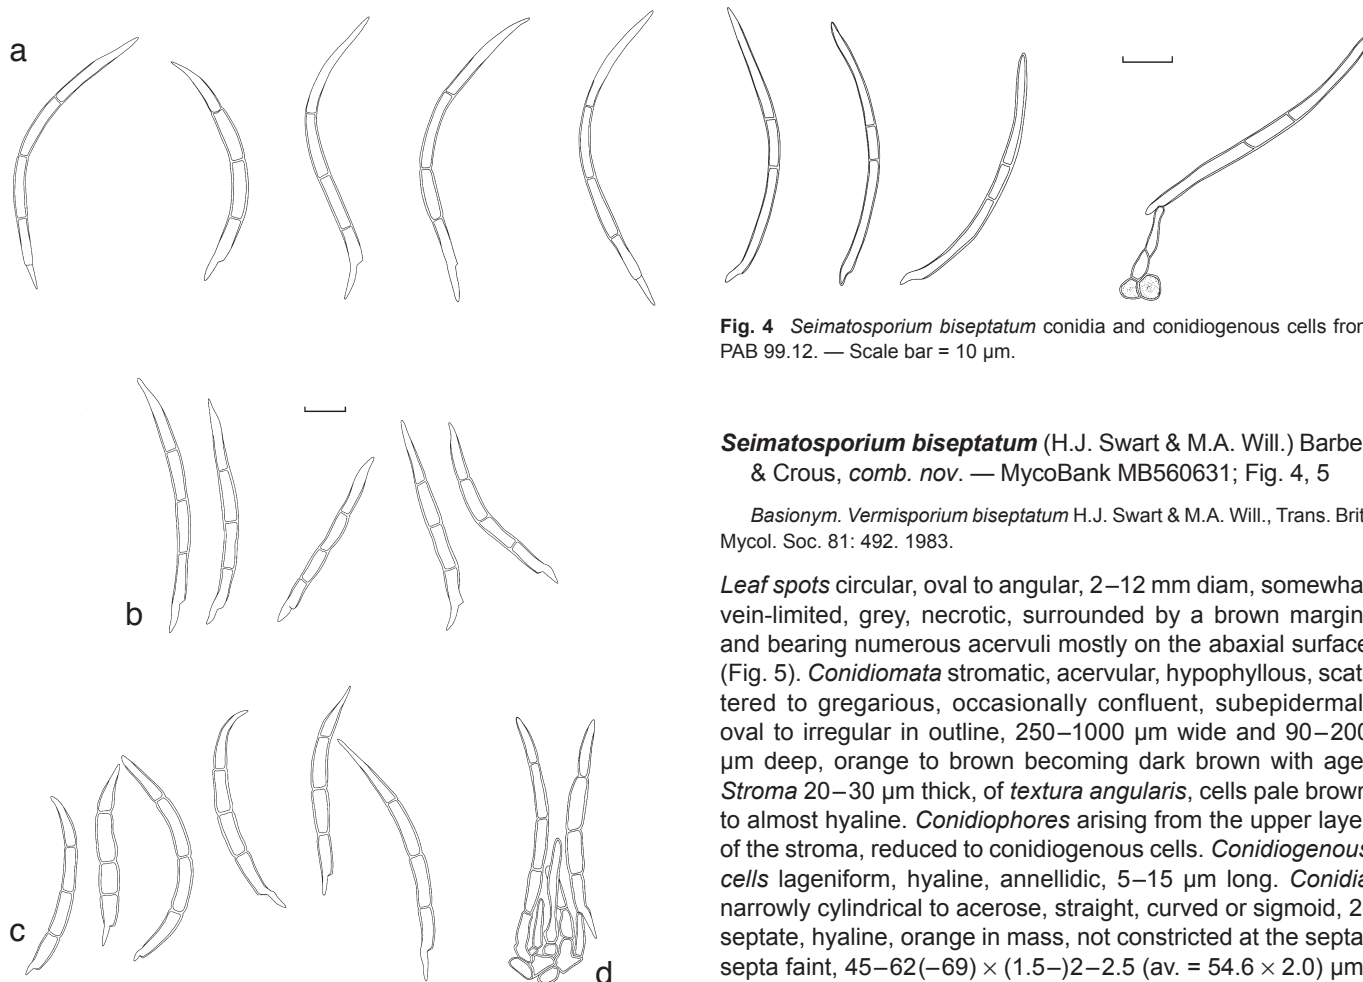 a
b
c
d
Fig. 4 Seimatosporium biseptatum conidia and conidiogenous cells from
PAB 99.12. — Scale bar = 10 µm.
Seimatosporium biseptatum (H.J. Swart & M.A. Will.) Barbe
& Crous, comb. nov. — MycoBank MB560631; Fig. 4, 5
Basionym. Vermisporium biseptatum H.J. Swart & M.A. Will., Trans. Brit
Mycol. Soc. 81: 492. 1983.
Leaf spots circular, oval to angular, 2–12 mm diam, somewha
vein-limited, grey, necrotic, surrounded by a brown margin
and bearing numerous acervuli mostly on the abaxial surface
(Fig. 5). Conidiomata stromatic, acervular, hypophyllous, scat
tered to gregarious, occasionally confluent, subepidermal
oval to irregular in outline, 250–1000 µm wide and 90–200
µm deep, orange to brown becoming dark brown with age
Stroma 20–30 µm thick, of textura angularis, cells pale brown
to almost hyaline. Conidiophores arising from the upper laye
of the stroma, reduced to conidiogenous cells. Conidiogenous
cells lageniform, hyaline, annellidic, 5–15 µm long. Conidia
narrowly cylindrical to acerose, straight, curved or sigmoid, 2
septate, hyaline, orange in mass, not constricted at the septa
septa faint, 45–62(–69) × (1.5–)2–2.5 (av. = 54.6 × 2.0) µm